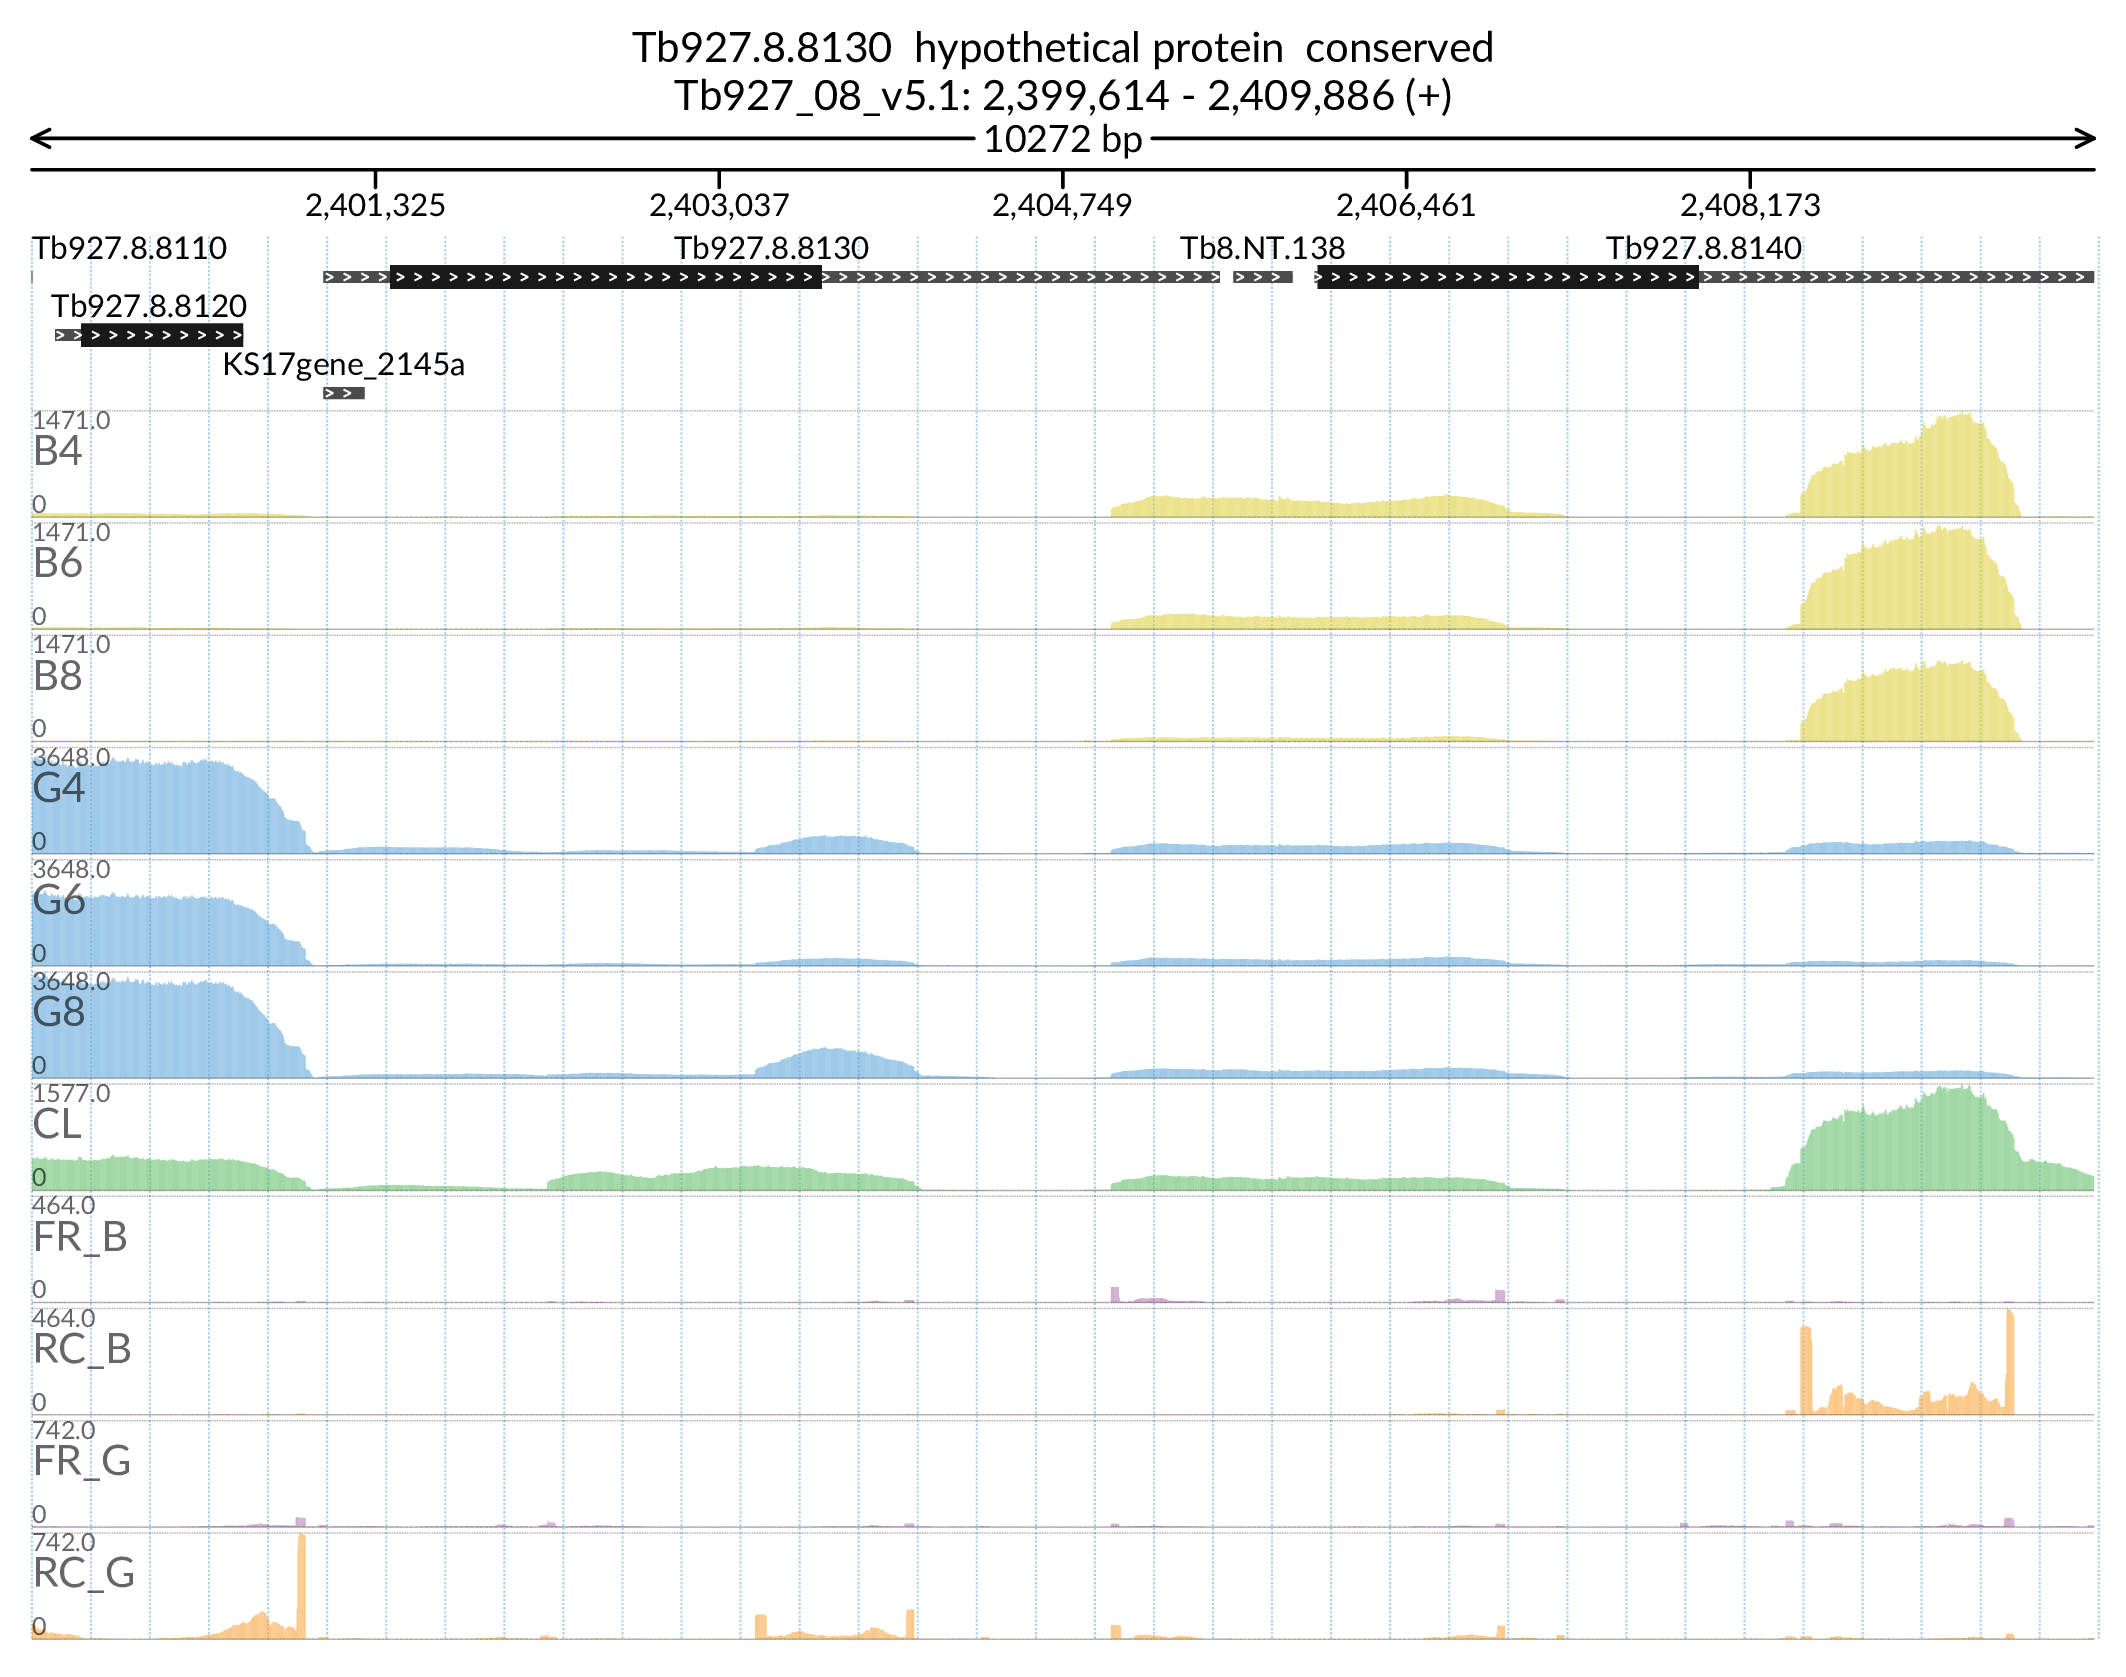 Tb927.8.8130  hypothetical protein  conserved
Tb927_08_v5.1: 2,399,614 - 2,409,886 (+)
10272 bp
2,401,325 2,403,037 2,404,749 2,406,461 2,408,173
Tb927.8.8110 Tb927.8.8130 Tb8.NT.138 Tb927.8.8140
Tb927.8.8120
KS17gene_2145a
1471.0
B4
0
1471.0
B6
0
1471.0
B8
0
3648.0
G4
0
3648.0
G6
0
3648.0
G8
0
1577.0
CL
0
464.0
FR_B
0
464.0
RC_B
0
742.0
FR_G
0
742.0
RC_G
0